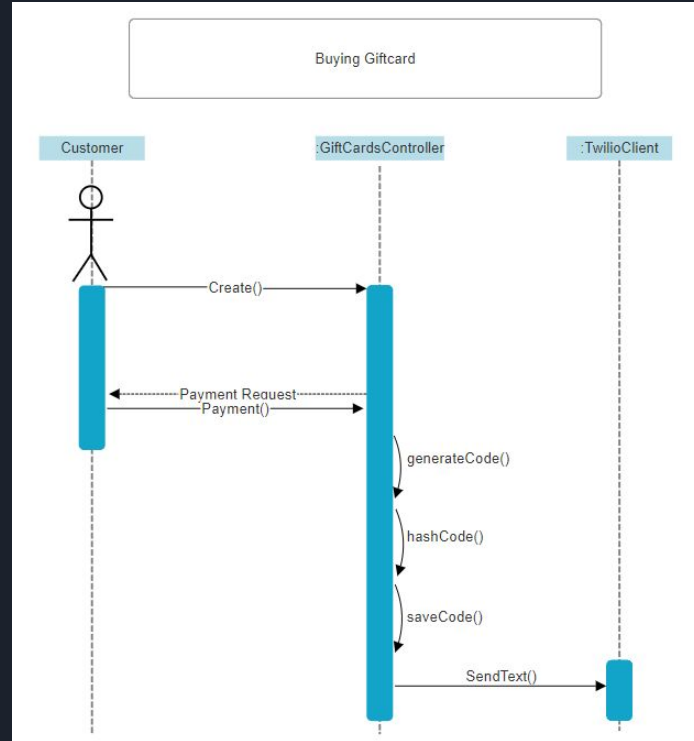 Buying Giftcard
Customer
:GiftCardsController
:TwilioClient
Create()
Payment Request
Payment()
generateCode()
hashCode()
saveCode()
SendText()